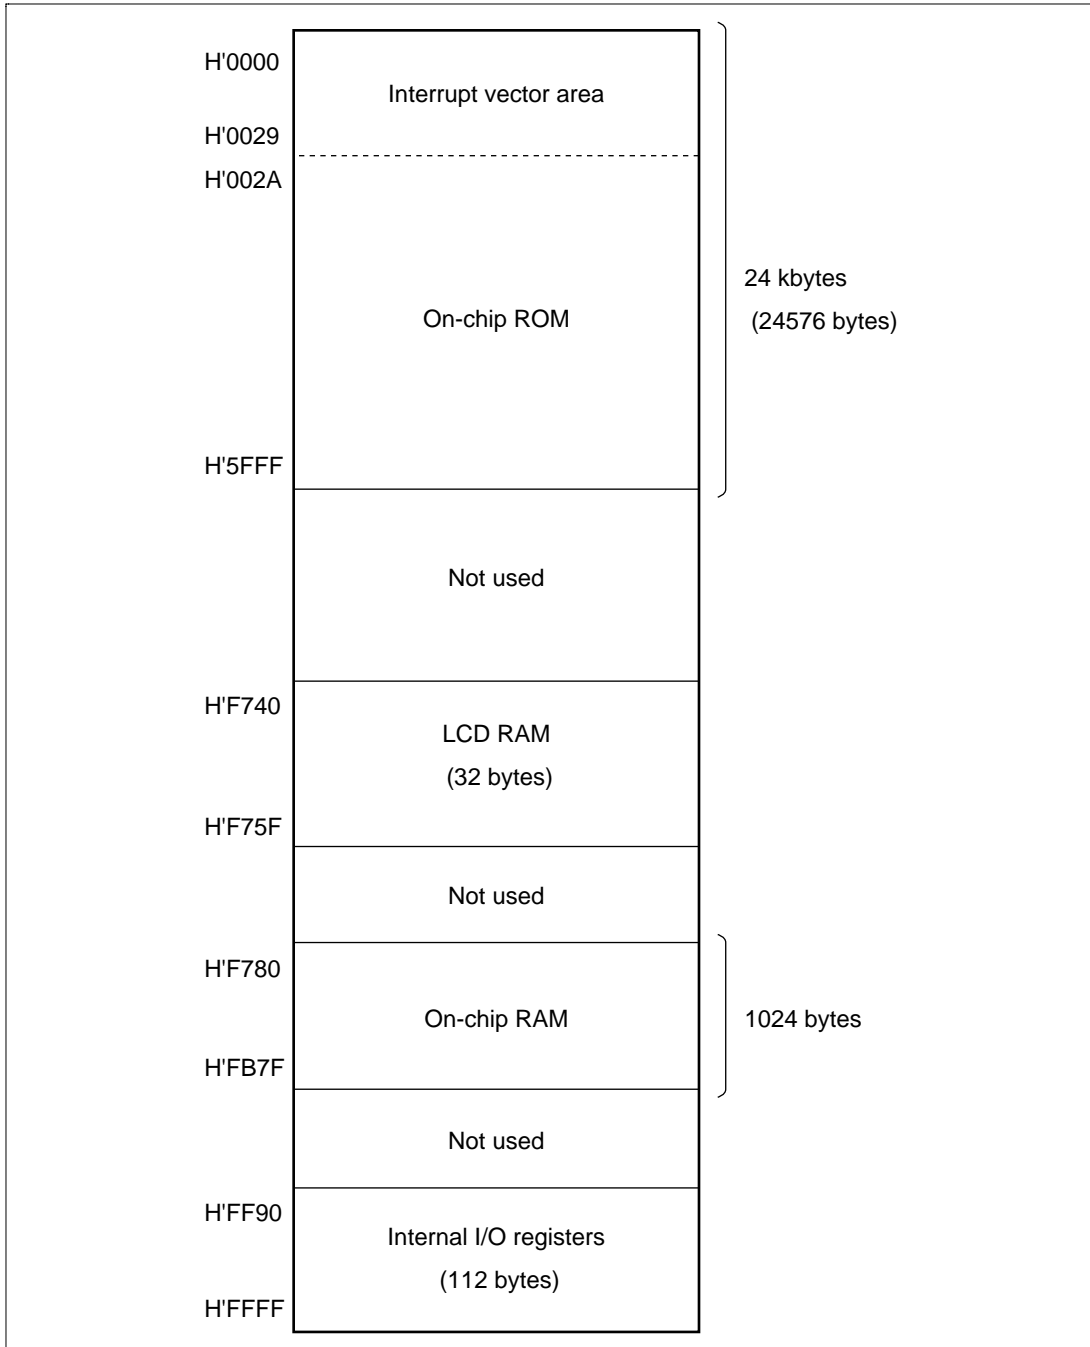 H'0000
Interrupt vector area
H'0029
H'002A
24 kbytes
(24576 bytes)
On-chip ROM
H'5FFF
Not used
H'F740
LCD RAM
(32 bytes)
H'F75F
Not used
H'F780
On-chip RAM
1024 bytes
H'FB7F
Not used
H'FF90
Internal I/O registers
(112 bytes)
H'FFFF